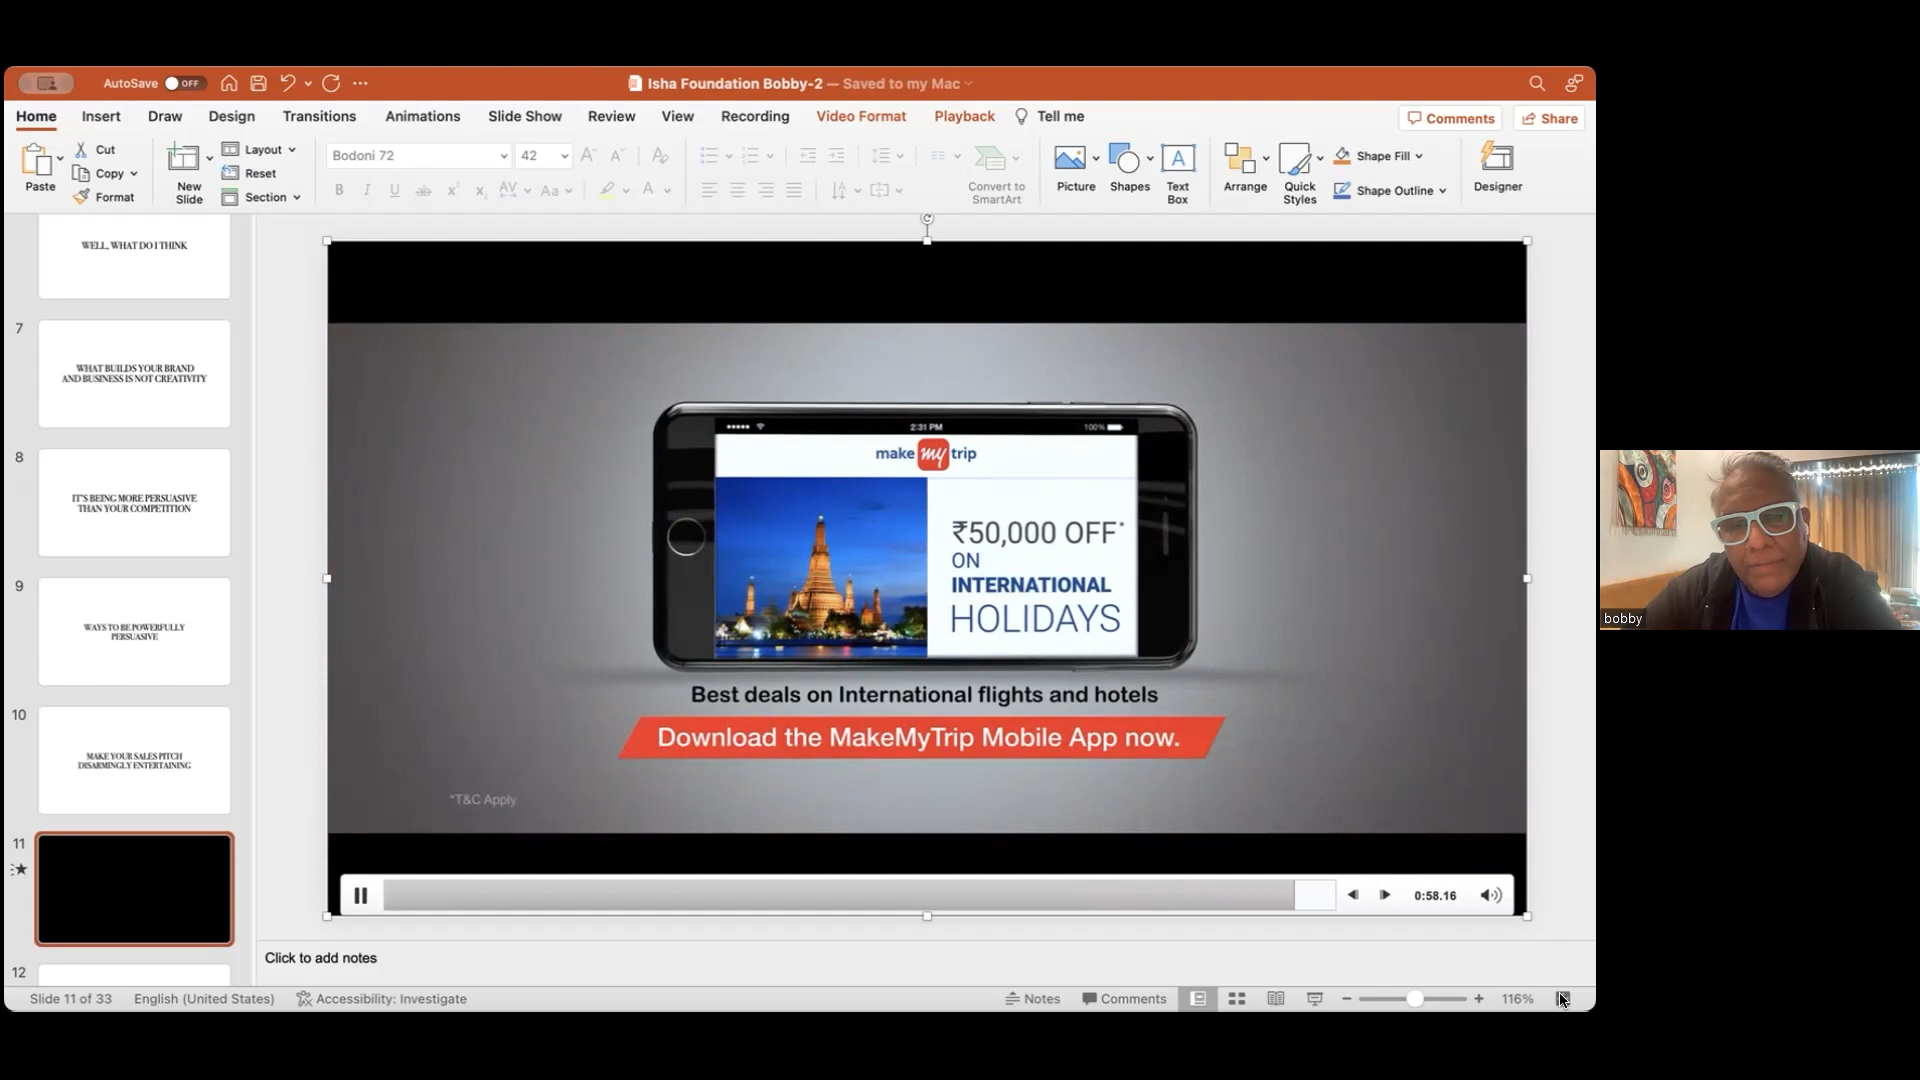 AutoSave OFF
Isha Foundation Bobby-2 — Saved to my Mac
Home Insert Draw Design Transitions Animations Slide Show Review View Recording Video Format Playback Tell me
Comments Share
Paste
Cut
Copy
Format
New Slide
Layout
Reset
Section
Bodoni 72 42
Convert to SmartArt
Picture
Shapes
Text Box
Arrange
Quick Styles
Shape Fill
Shape Outline
Designer
WELL, WHAT DO I THINK
7
WHAT BUILDS YOUR BRAND
AND BUSINESS IS NOT CREATIVITY
8
IT'S BEING MORE PERSUASIVE
THAN YOUR COMPETITION
9
WAYS TO BE POWERFULLY
PERSUASIVE
10
MAKE YOUR SALES PITCH
DISARMINGLY ENTERTAINING
11
12
2:31 PM 100%
make my trip
₹50,000 OFF*
ON
INTERNATIONAL
HOLIDAYS
Best deals on International flights and hotels
Download the MakeMyTrip Mobile App now.
*T&C Apply
0:58.16
Click to add notes
Slide 11 of 33 English (United States) Accessibility: Investigate
Notes Comments 116%
bobby